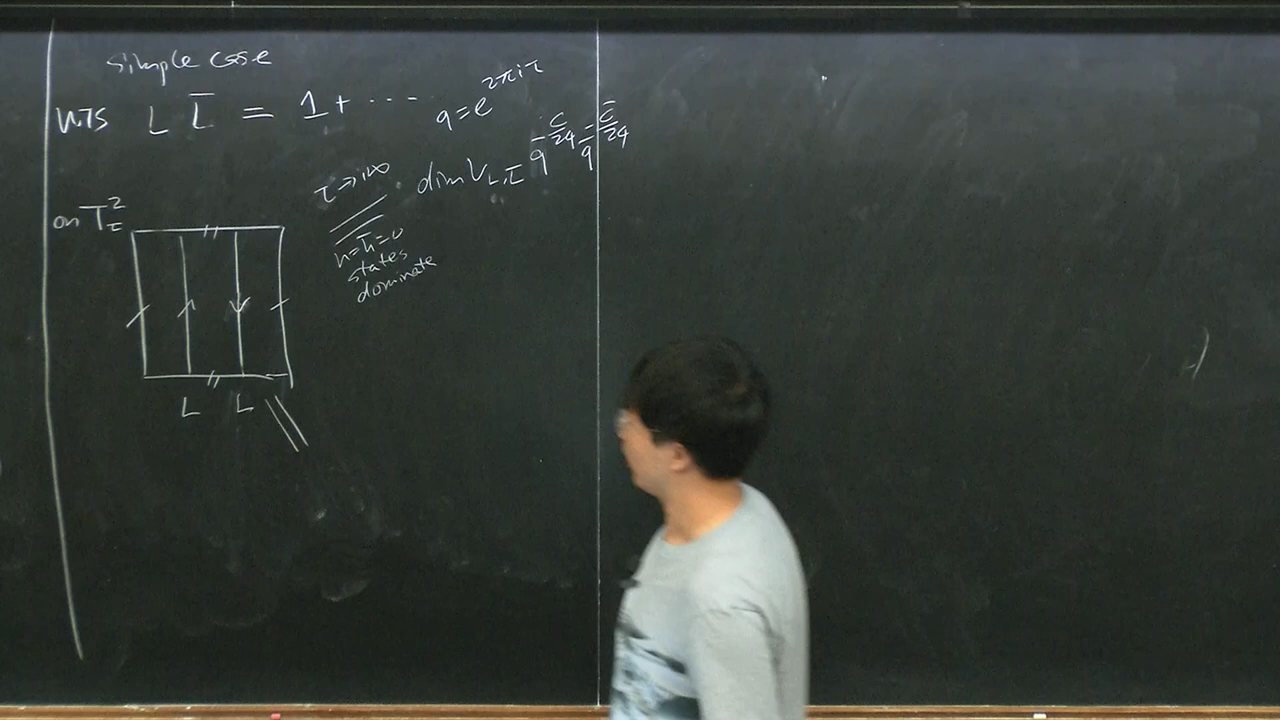 simple case
WTS L L̄ = 1 + ⋯ q = e^{2πiτ}
τ→i∞ dim V_{L,L̄} q^{-c/24} q̄^{-c̄/24}
on T²_τ
h=h̄=0
states
dominate
L L